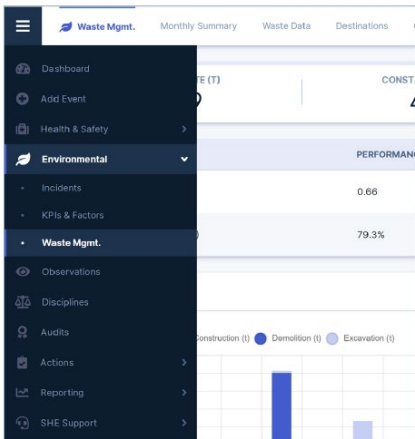 Waste Mgmt. Monthly Summary Waste Data Destinations
Dashboard
TE (T) CONST.
Add Event
Health & Safety
Environmental PERFORMANC
Incidents 0.66
KPIs & Factors
Waste Mgmt. 79.3%
Observations
Disciplines
Audits Construction (t) Demolition (t) Excavation (t)
Actions
Reporting
SHE Support